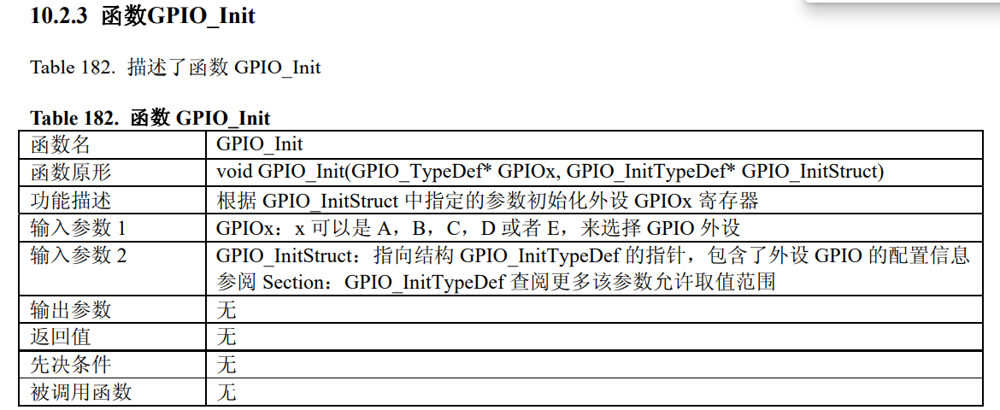 10.2.3 函数GPIO_Init
Table 182. 描述了函数 GPIO_Init
Table 182. 函数 GPIO_Init
函数名 GPIO_Init
函数原形 void GPIO_Init(GPIO_TypeDef* GPIOx, GPIO_InitTypeDef* GPIO_InitStruct)
功能描述 根据 GPIO_InitStruct 中指定的参数初始化外设 GPIOx 寄存器
输入参数 1 GPIOx：x 可以是 A，B，C，D 或者 E，来选择 GPIO 外设
输入参数 2 GPIO_InitStruct：指向结构 GPIO_InitTypeDef 的指针，包含了外设 GPIO 的配置信息
参阅 Section：GPIO_InitTypeDef 查阅更多该参数允许取值范围
输出参数 无
返回值 无
先决条件 无
被调用函数 无